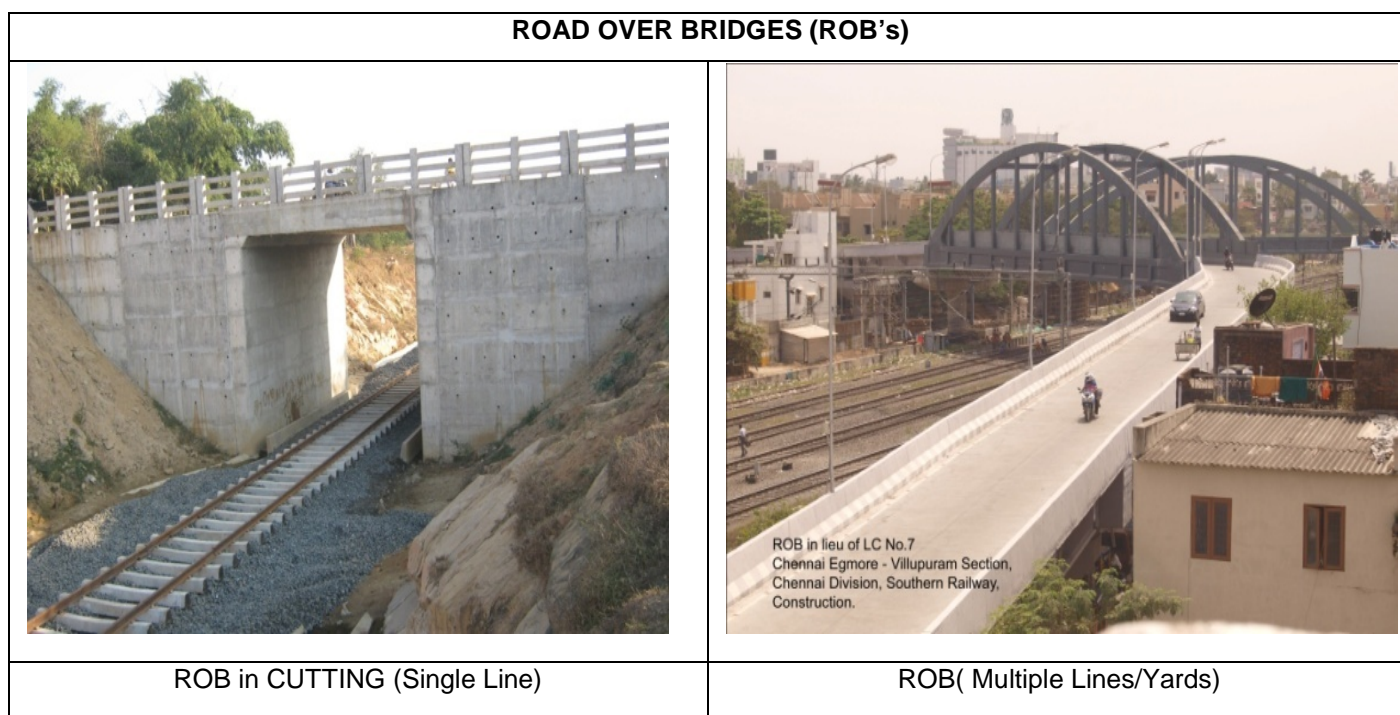 ROAD OVER BRIDGES (ROB's)
ROB in lieu of LC No.7
Chennai Egmore - Villupuram Section,
Chennai Division, Southern Railway,
Construction.
ROB in CUTTING (Single Line)
ROB( Multiple Lines/Yards)